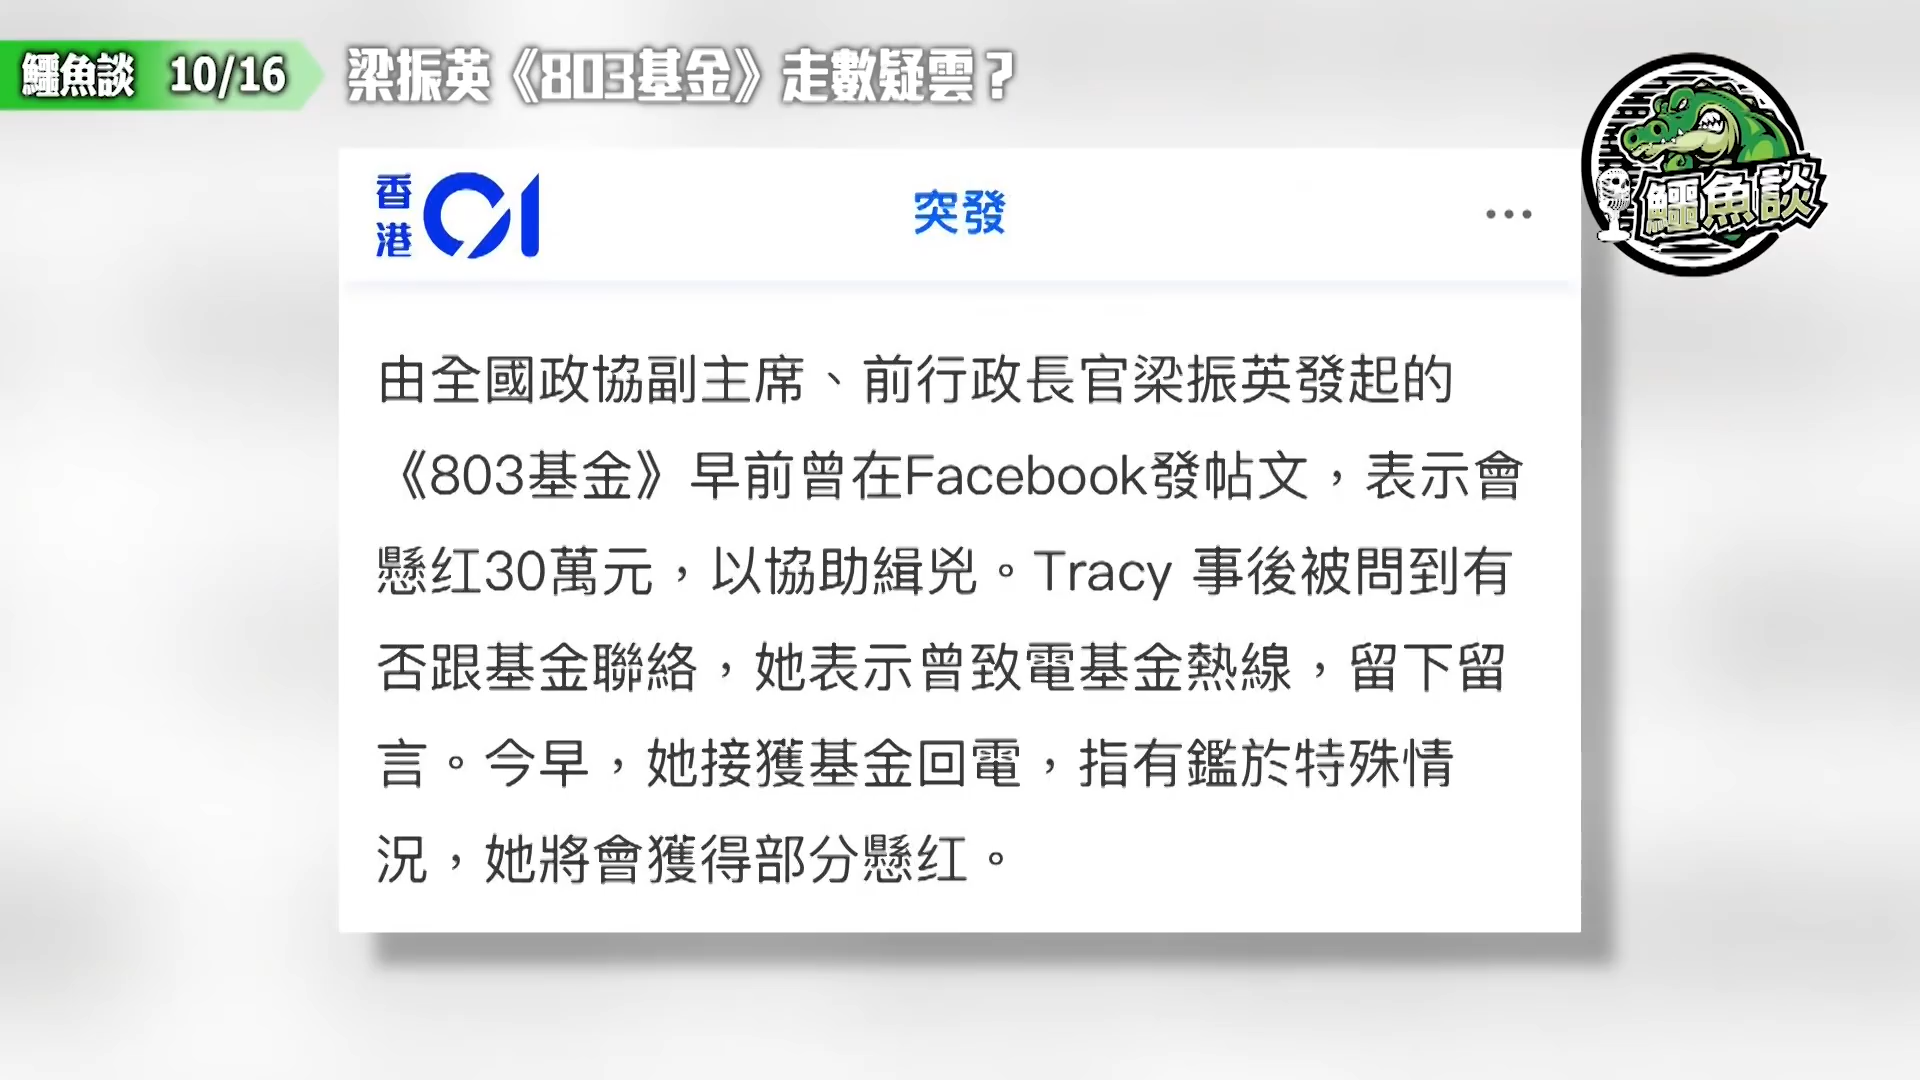 鱷魚談 10/16
梁振英《803基金》走數疑雲？
鱷魚談
香港01
突發
由全國政協副主席、前行政長官梁振英發起的
《803基金》早前曾在Facebook發帖文，表示會
懸红30萬元，以協助緝兇。Tracy 事後被問到有
否跟基金聯絡，她表示曾致電基金熱線，留下留
言。今早，她接獲基金回電，指有鑑於特殊情
況，她將會獲得部分懸红。